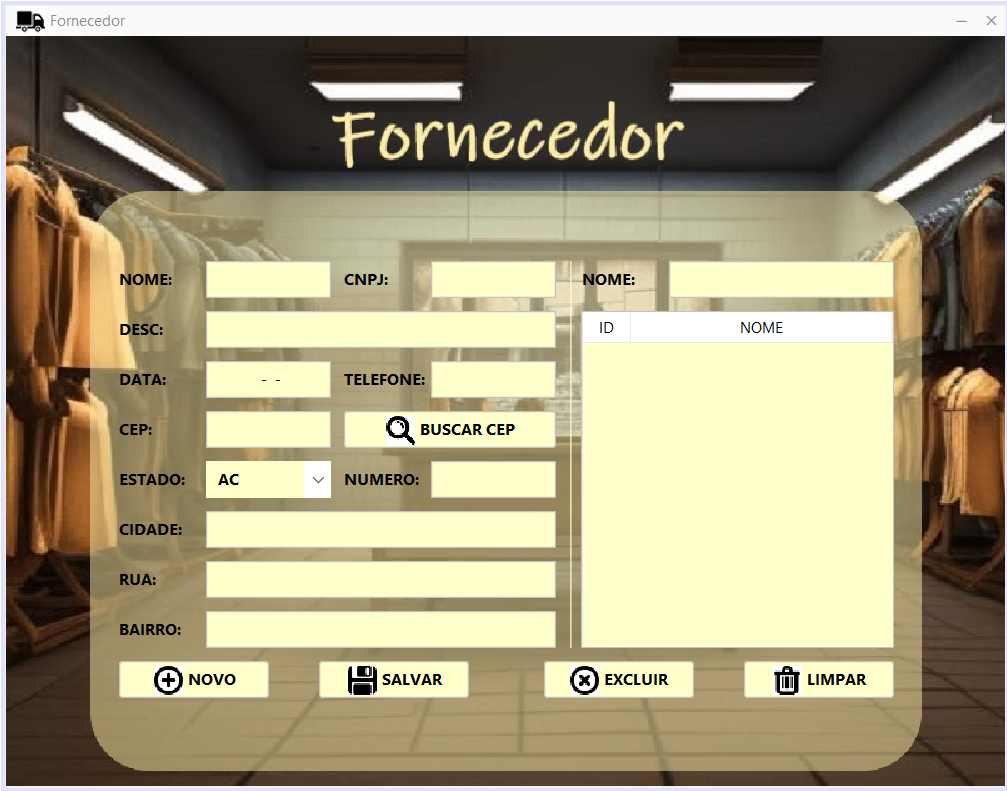 Fornecedor
Fornecedor
NOME: CNPJ: NOME:
DESC: ID NOME
DATA: - - TELEFONE:
CEP: BUSCAR CEP
ESTADO: AC NUMERO:
CIDADE:
RUA:
BAIRRO:
NOVO SALVAR EXCLUIR LIMPAR